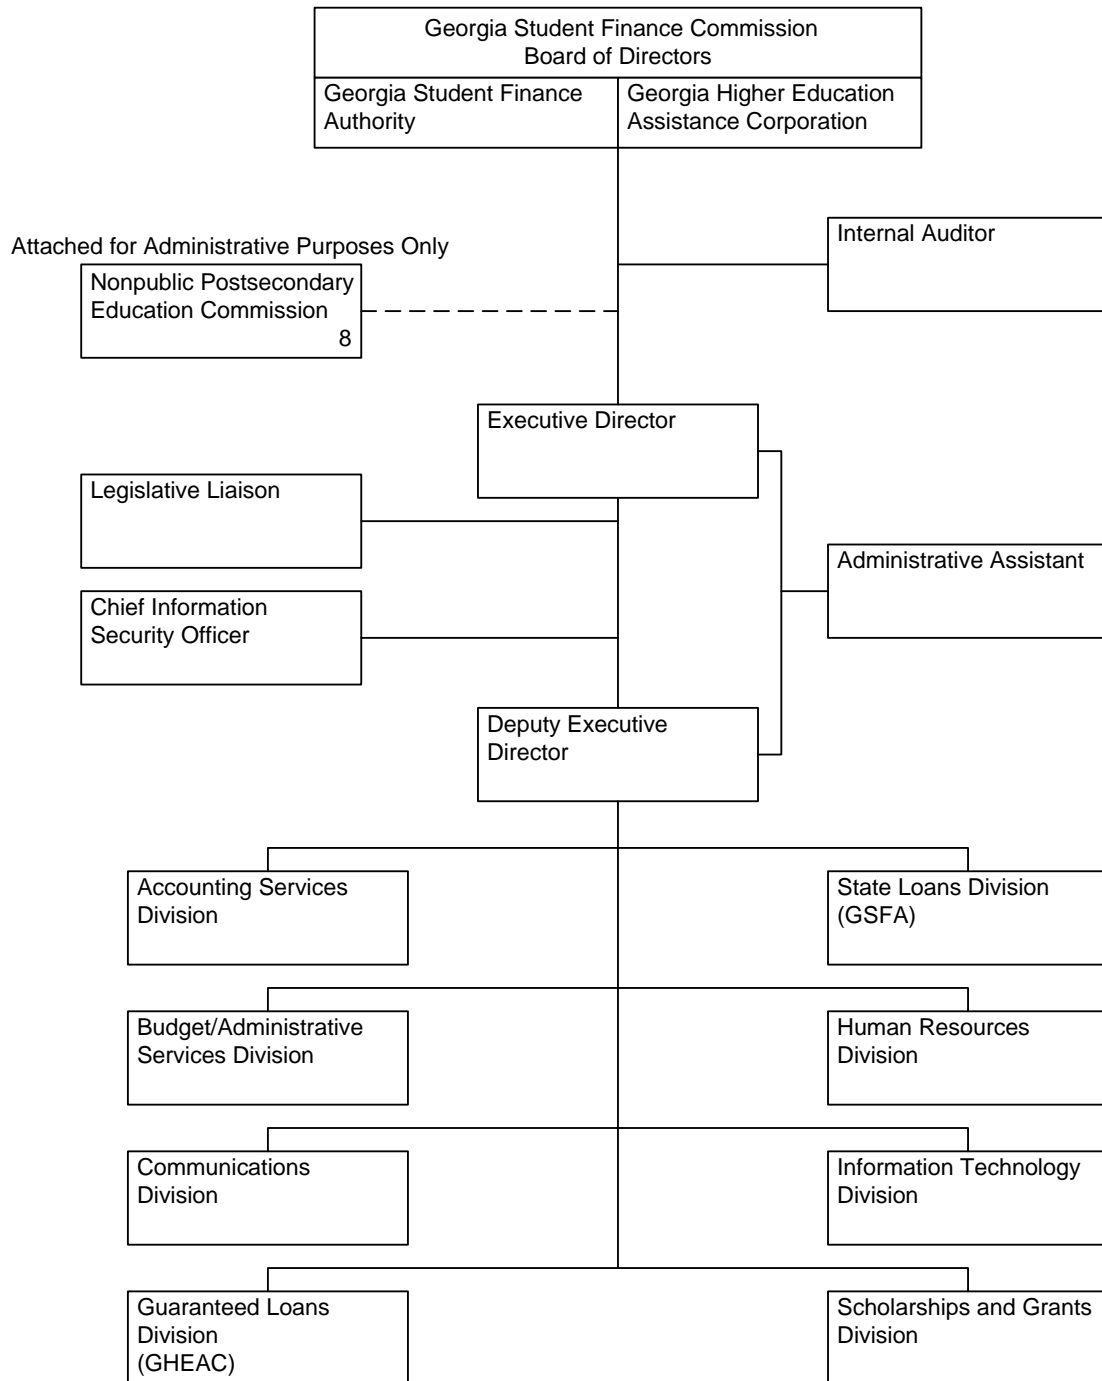 Georgia Student Finance Commission
Board of Directors
Georgia Student Finance
Authority
Georgia Higher Education
Assistance Corporation
Internal Auditor
Attached for Administrative Purposes Only
Nonpublic Postsecondary
Education Commission
8
Executive Director
Legislative Liaison
Administrative Assistant
Chief Information
Security Officer
Deputy Executive
Director
Accounting Services
Division
State Loans Division
(GSFA)
Budget/Administrative
Services Division
Human Resources
Division
Communications
Division
Information Technology
Division
Guaranteed Loans
Division
(GHEAC)
Scholarships and Grants
Division